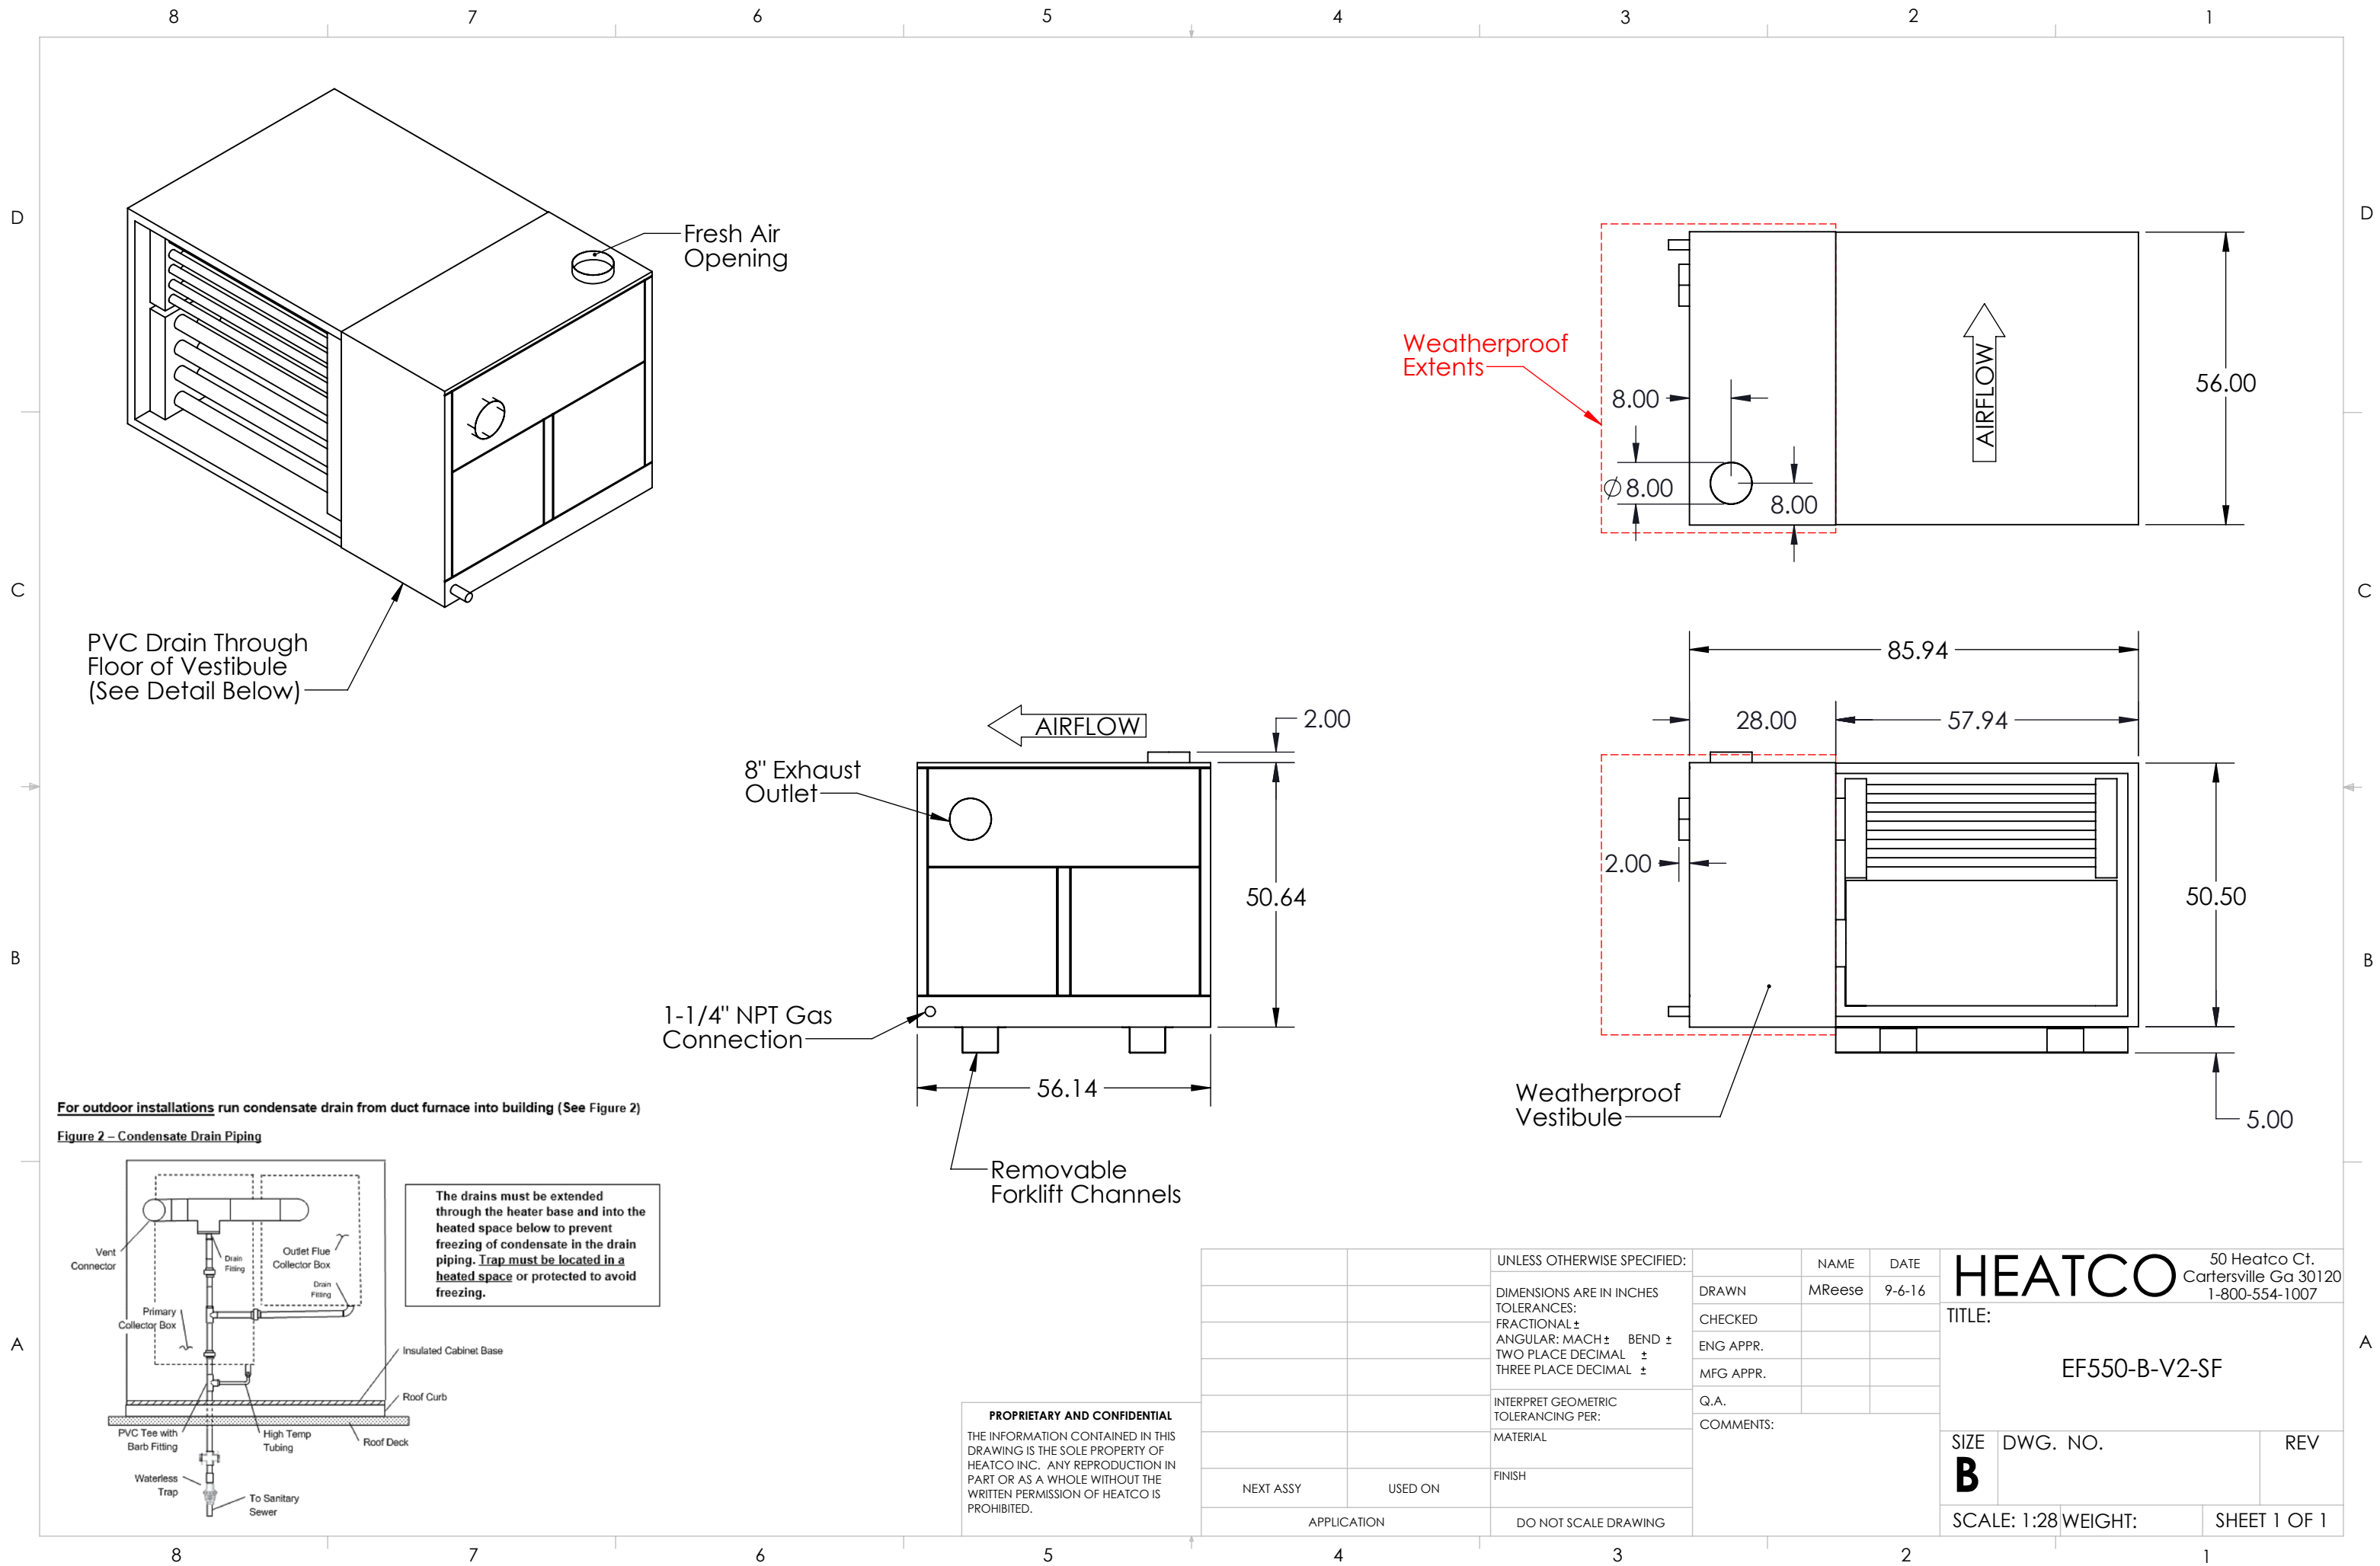 8 7 6 5 4 3 2 1
D
D
C
C
B
B
A
A
Fresh Air
Opening
PVC Drain Through
Floor of Vestibule
(See Detail Below)
Weatherproof
Extents
8.00
⌀8.00
8.00
AIRFLOW
56.00
85.94
28.00
57.94
2.00
50.50
5.00
Weatherproof
Vestibule
AIRFLOW
2.00
8" Exhaust
Outlet
50.64
1-1/4" NPT Gas
Connection
56.14
Removable
Forklift Channels
For outdoor installations run condensate drain from duct furnace into building (See Figure 2)
Figure 2 – Condensate Drain Piping
The drains must be extended
through the heater base and into the
heated space below to prevent
freezing of condensate in the drain
piping. Trap must be located in a
heated space or protected to avoid
freezing.
Vent
Connector
Drain
Fitting
Outlet Flue
Collector Box
Drain
Fitting
Primary
Collector Box
Insulated Cabinet Base
Roof Curb
PVC Tee with
Barb Fitting
High Temp
Tubing
Roof Deck
Waterless
Trap
To Sanitary
Sewer
PROPRIETARY AND CONFIDENTIAL
THE INFORMATION CONTAINED IN THIS
DRAWING IS THE SOLE PROPERTY OF
HEATCO INC. ANY REPRODUCTION IN
PART OR AS A WHOLE WITHOUT THE
WRITTEN PERMISSION OF HEATCO IS
PROHIBITED.
NEXT ASSY
USED ON
APPLICATION
UNLESS OTHERWISE SPECIFIED:
DIMENSIONS ARE IN INCHES
TOLERANCES:
FRACTIONAL ±
ANGULAR: MACH ± BEND ±
TWO PLACE DECIMAL ±
THREE PLACE DECIMAL ±
INTERPRET GEOMETRIC
TOLERANCING PER:
MATERIAL
FINISH
DO NOT SCALE DRAWING
NAME DATE
DRAWN MReese 9-6-16
CHECKED
ENG APPR.
MFG APPR.
Q.A.
COMMENTS:
HEATCO
50 Heatco Ct.
Cartersville Ga 30120
1-800-554-1007
TITLE:
EF550-B-V2-SF
SIZE
B
DWG. NO.
REV
SCALE: 1:28
WEIGHT:
SHEET 1 OF 1
8 7 6 5 4 3 2 1